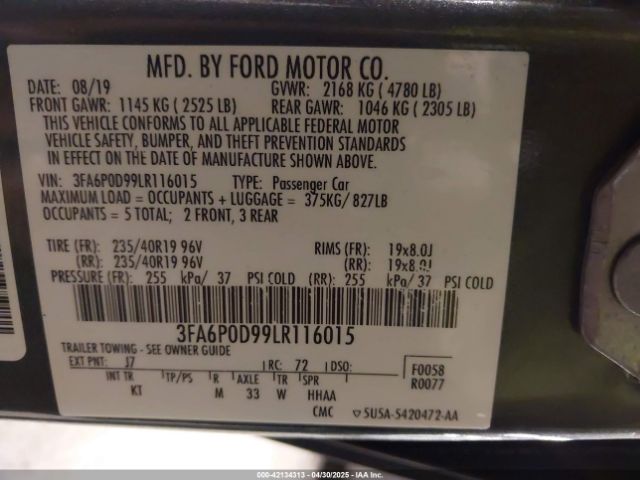 MFD. BY FORD MOTOR CO.
DATE: 08/19 GVWR: 2168 KG ( 4780 LB)
FRONT GAWR: 1145 KG ( 2525 LB) REAR GAWR: 1046 KG ( 2305 LB)
THIS VEHICLE CONFORMS TO ALL APPLICABLE FEDERAL MOTOR
VEHICLE SAFETY, BUMPER, AND THEFT PREVENTION STANDARDS
IN EFFECT ON THE DATE OF MANUFACTURE SHOWN ABOVE.
VIN: 3FA6P0D99LR116015 TYPE: Passenger Car
MAXIMUM LOAD = OCCUPANTS + LUGGAGE = 375KG/ 827LB
OCCUPANTS = 5 TOTAL; 2 FRONT, 3 REAR
TIRE (FR): 235/40R19 96V RIMS (FR): 19x8.0J
(RR): 235/40R19 96V (RR): 19x8.0J
PRESSURE (FR): 255 kPa/ 37 PSI COLD (RR): 255 kPa/ 37 PSI COLD
3FA6P0D99LR116015
TRAILER TOWING - SEE OWNER GUIDE
EXT PNT: J7 RC: 72 DSO: F0058
INT TR TP/PS R AXLE TR SPR R0077
KT M 33 W HHAA
CMC 5U5A-5420472-AA
000-42134313 | 04/30/2025 | IAAI.com